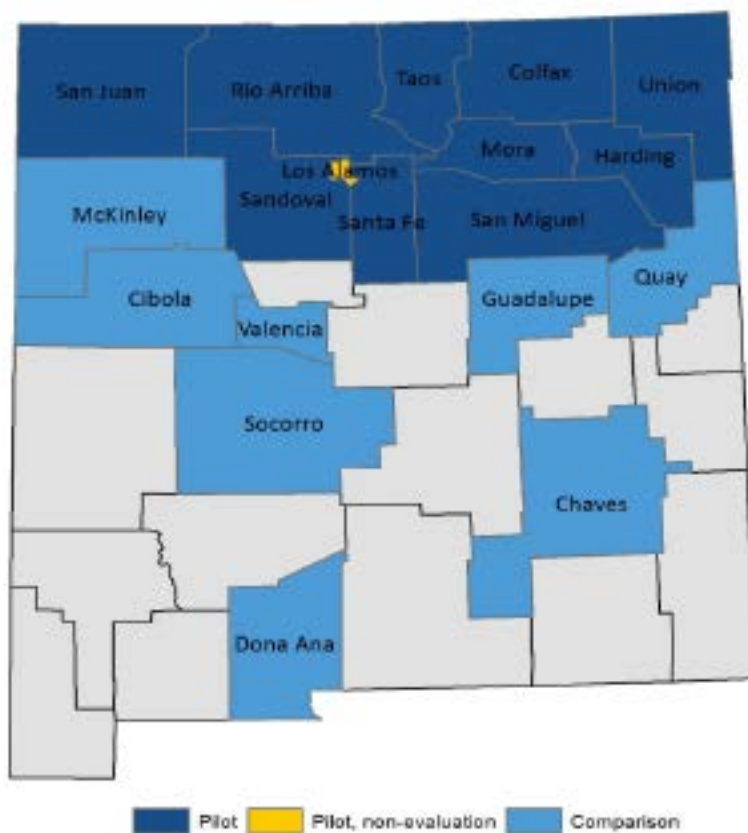 San Juan
Rio Arriba
Taos
Colfax
Union
Mora
Harding
Los Alamos
Sandoval
Santa Fe
San Miguel
McKinley
Cibola
Valencia
Guadalupe
Quay
Socorro
Chaves
Dona Ana
Pilot
Pilot, non-evaluation
Comparison